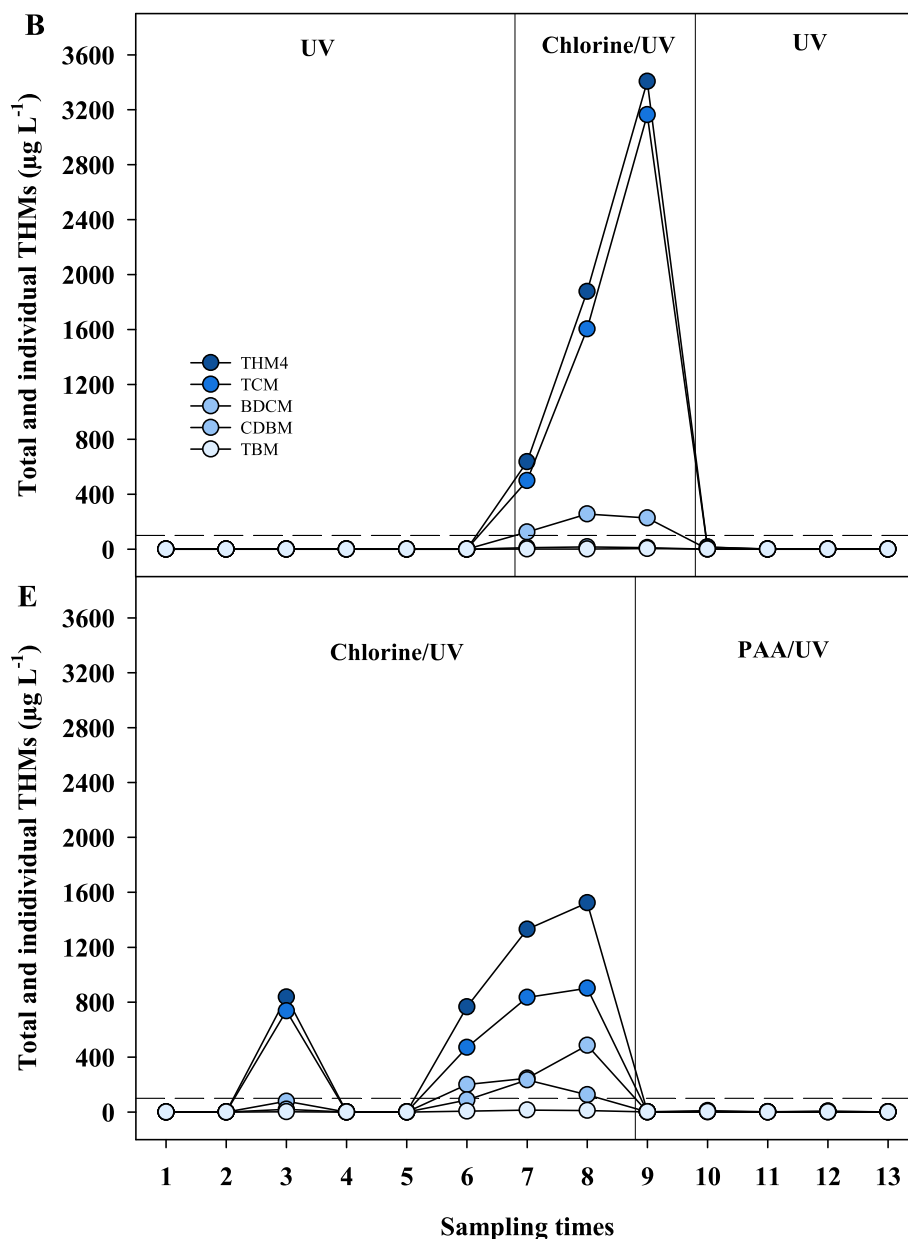 B
UV
Chlorine/UV
UV
Total and individual THMs (µg L⁻¹)
3600
3200
2800
2400
2000
1600
1200
800
400
0
THM4
TCM
BDCM
CDBM
TBM
E
Chlorine/UV
PAA/UV
Total and indidividual THMs (µg L⁻¹)
3600
3200
2800
2400
2000
1600
1200
800
400
0
1 2 3 4 5 6 7 8 9 10 11 12 13
Sampling times